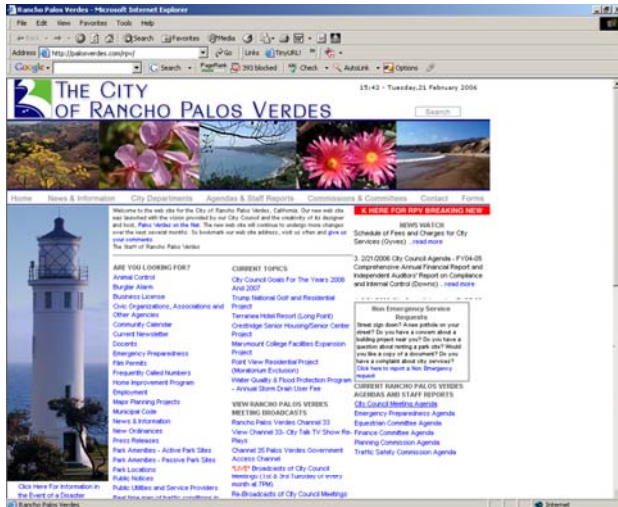 Rancho Palos Verdes - Microsoft Internet Explorer
File Edit View Favorites Tools Help
Search Favorites Media
Address http://palosverdes.com/rpv/ Go Links TinyURL!
Google Search PageRank 393 blocked Check AutoLink Options
THE CITY
OF RANCHO PALOS VERDES
15:42 - Tuesday,21 February 2006
Search
Home News & Information City Departments Agendas & Staff Reports Commissions & Committees Contact Forms
Welcome to the web site for the City of Rancho Palos Verdes, California. Our new web site
was launched with the vision provided by our City Council and the creativity of its designer
and host, Palos Verdes on the Net. The new web site will continue to undergo more changes
over the next several months. So bookmark our web site address, visit us often and give us
your comments.
The Staff of Rancho Palos Verdes
ARE YOU LOOKING FOR?
Animal Control
Burglar Alarm
Business License
Civic Organizations, Associations and
Other Agencies
Community Calendar
Current Newsletter
Docents
Emergency Preparedness
Film Permits
Frequently Called Numbers
Home Improvement Program
Employment
Maps Planning Projects
Municipal Code
News & Information
New Ordinances
Press Releases
Park Amenities - Active Park Sites
Park Amenities - Passive Park Sites
Park Locations
Public Notices
Public Utilities and Service Providers
Real time map of traffic conditions in
Click Here For Information in
the Event of a Disaster
CURRENT TOPICS
City Council Goals For The Years 2006
And 2007
Trump National Golf and Residential
Project
Terranea Hotel Resort (Long Point)
Crestridge Senior Housing/Senior Center
Project
Marymount College Facilities Expansion
Project
Point View Residential Project
(Moratorium Exclusion)
Water Quality & Flood Protection Program
- Annual Storm Drain User Fee
VIEW RANCHO PALOS VERDES
MEETING BROADCASTS
Rancho Palos Verdes Channel 33
View Channel 33- City Talk TV Show Re-
Plays
Channel 35 Palos Verdes Government
Access Channel
*LIVE* Broadcasts of City Council
Meetings (1st & 3rd Tuesday of every
month at 7PM)
Re-Broadcasts of City Council Meetings
K HERE FOR RPV BREAKING NEW
NEWS WATCH
Schedule of Fees and Charges for City
Services (Gyves) ...read more
3. 2/21/2006 City Council Agenda - FY04-05
Comprehensive Annual Financial Report and
Independent Auditors' Report on Compliance
and Internal Control (Downs) ...read more
Non Emergency Service
Requests
Street sign down? A new pothole on your
street? Do you have a concern about a
building project near you? Do you have a
question about renting a park site? Would
you like a copy of a document? Do you
have a complaint about city services?
Click here to report a Non Emergency
request
CURRENT RANCHO PALOS VERDES
AGENDAS AND STAFF REPORTS
City Council Meeting Agenda
Emergency Preparedness Agenda
Equestrian Committee Agenda
Finance Committee Agenda
Planning Commission Agenda
Traffic Safety Commission Agenda
Rancho Palos Verdes
Internet